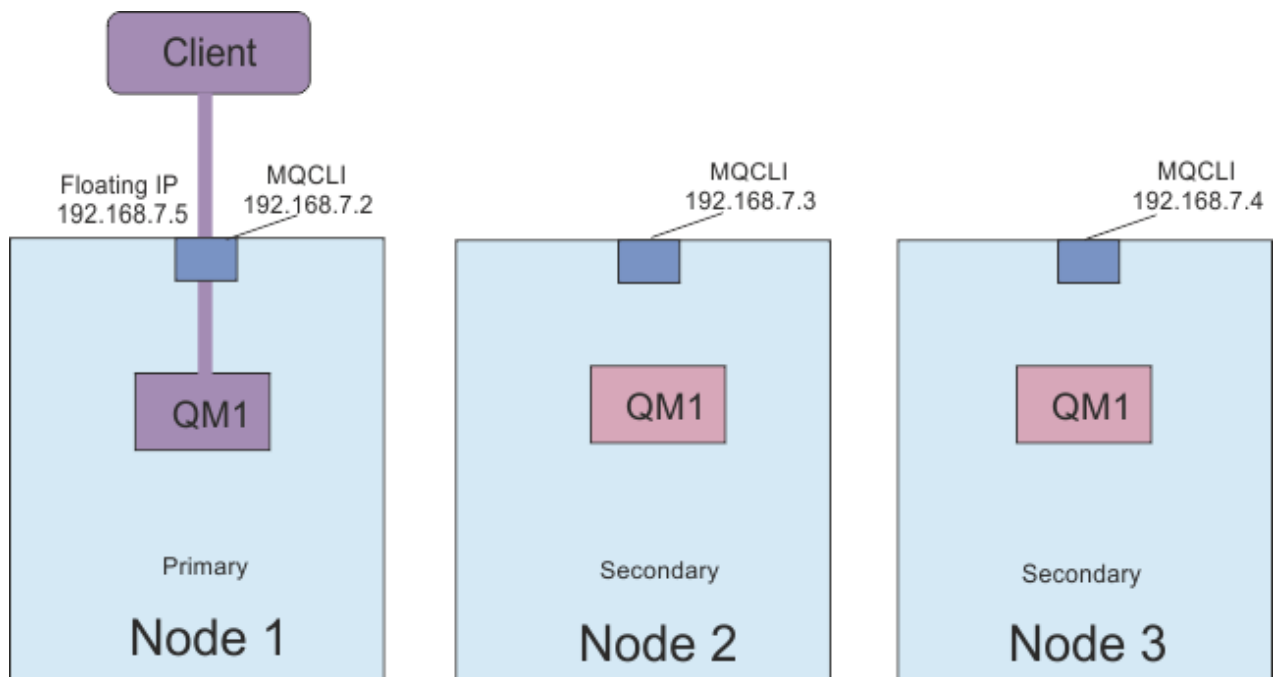 Client
Floating IP
192.168.7.5
MQCLI
192.168.7.2
MQCLI
192.168.7.3
MQCLI
192.168.7.4
QM1
QM1
QM1
Primary
Secondary
Secondary
Node 1
Node 2
Node 3